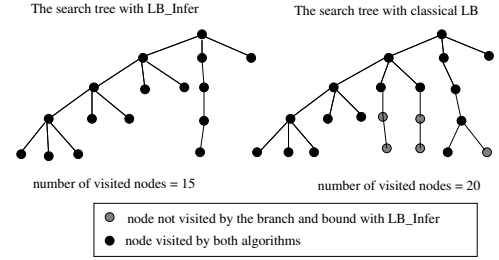 The search tree with LB_Infer
The search tree with classical LB
number of visited nodes = 15
number of visited nodes = 20
node not visited by the branch and bound with LB_Infer
node visited by both algorithms